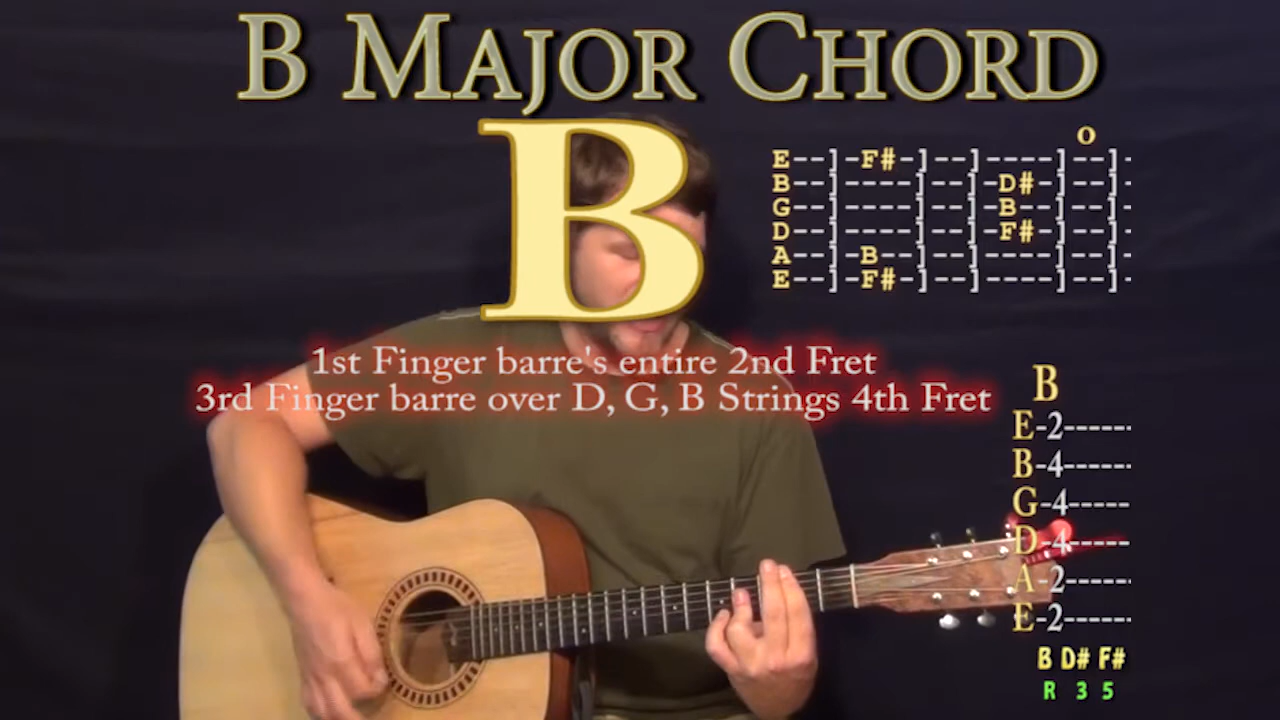 B MAJOR CHORD
B
o
E--]-F#-]--]----]--]-
B--]----]--]-D#-]--]-
G--]----]--]-B--]--]-
D--]----]--]-F#-]--]-
A--]-B--]--]----]--]-
E--]-F#-]--]----]--]-
1st Finger barre's entire 2nd Fret
3rd Finger barre over D, G, B Strings 4th Fret
B
E-2------
B-4------
G-4------
D-4------
A-2------
E-2------
B D# F#
R 3 5